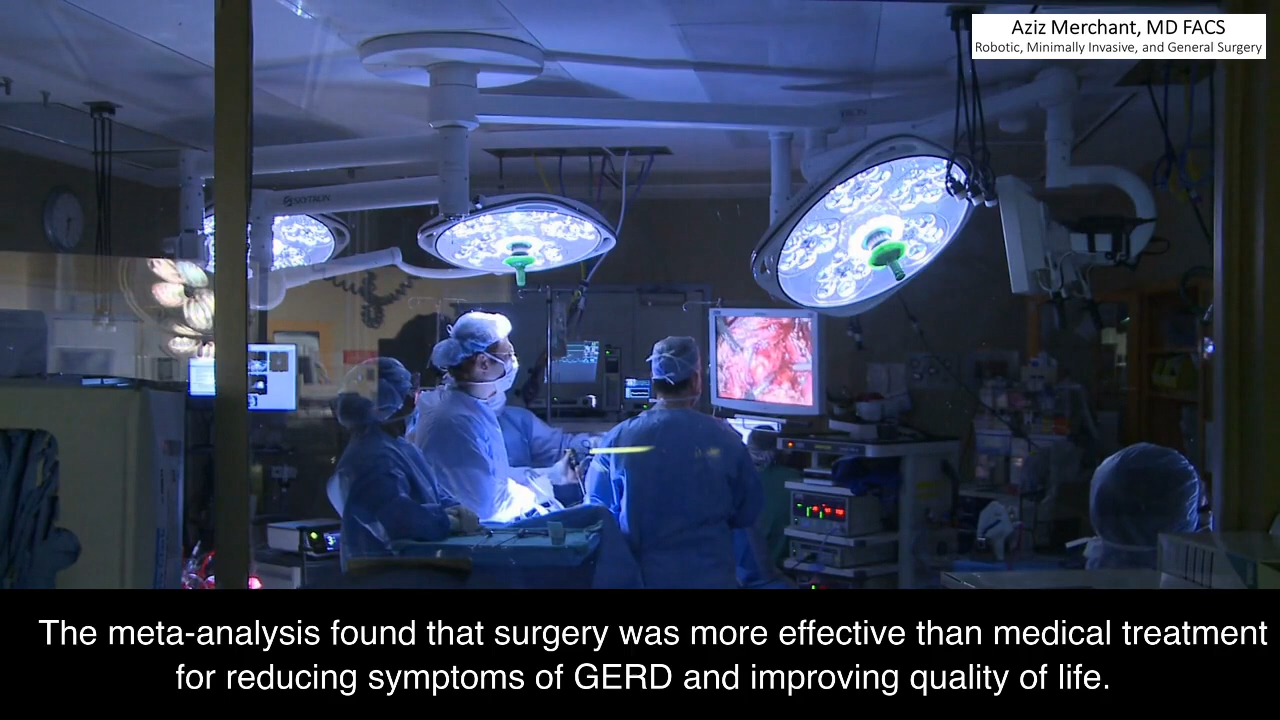 Aziz Merchant, MD FACS
Robotic, Minimally Invasive, and General Surgery
SKYTRON
The meta-analysis found that surgery was more effective than medical treatment
for reducing symptoms of GERD and improving quality of life.